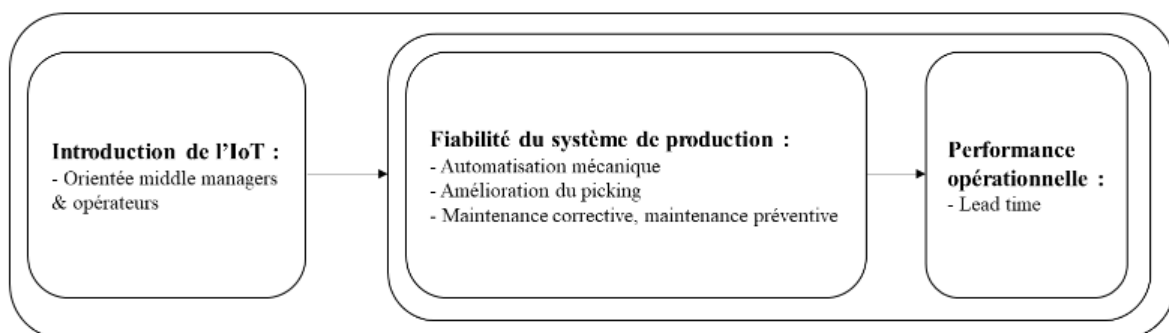 Introduction de l'IoT :
- Orientée middle managers
& opérateurs
Fiabilité du système de production :
- Automatisation mécanique
- Amélioration du picking
- Maintenance corrective, maintenance préventive
Performance
opérationnelle :
- Lead time